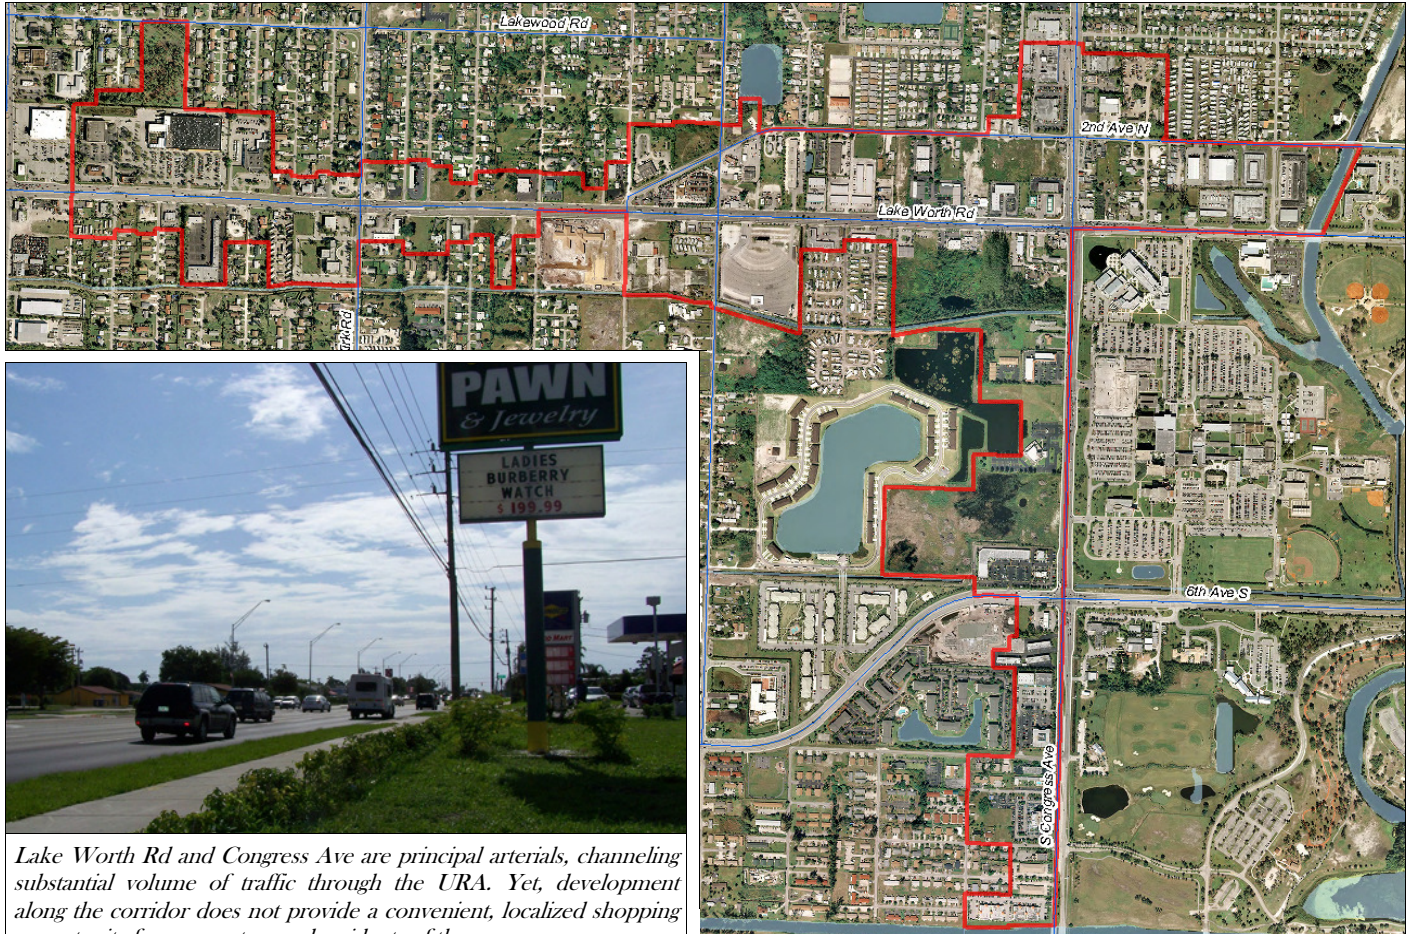 Lakewood Rd
2nd Ave N
Lake Worth Rd
6th Ave S
S Congress Ave
PAWN
& Jewelry
LADIES
BURBERRY
WATCH
$ 199.99
Lake Worth Rd and Congress Ave are principal arterials, channeling
substantial volume of traffic through the URA. Yet, development
along the corridor does not provide a convenient, localized shopping